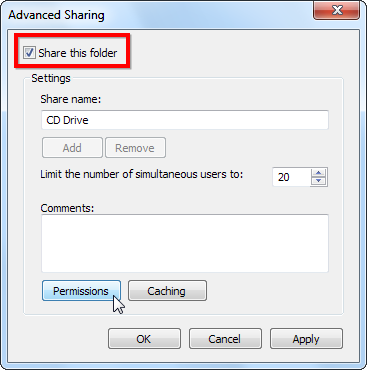 Advanced Sharing
Share this folder
Settings
Share name:
CD Drive
Add Remove
Limit the number of simultaneous users to: 20
Comments:
Permissions Caching
OK Cancel Apply